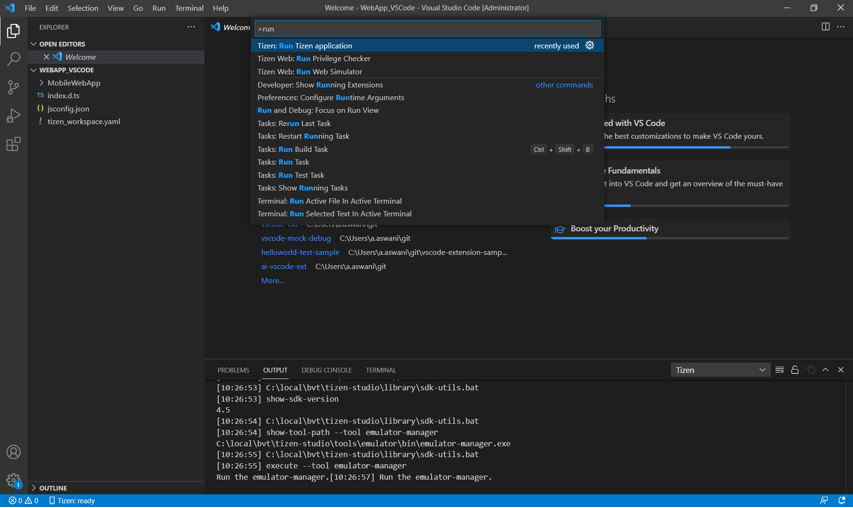 File Edit Selection View Go Run Terminal Help
Welcome - WebApp_VSCode - Visual Studio Code [Administrator]
EXPLORER
OPEN EDITORS
Welcome
WEBAPP_VSCODE
MobileWebApp
TS index.d.ts
{} jsconfig.json
! tizen_workspace.yaml
OUTLINE
Welcom
>run
Tizen: Run Tizen application recently used
Tizen Web: Run Privilege Checker
Tizen Web: Run Web Simulator
Developer: Show Running Extensions other commands
Preferences: Configure Runtime Arguments
Run and Debug: Focus on Run View
Tasks: Rerun Last Task
Tasks: Restart Running Task
Tasks: Run Build Task Ctrl + Shift + B
Tasks: Run Task
Tasks: Run Test Task
Tasks: Show Running Tasks
Terminal: Run Active File In Active Terminal
Terminal: Run Selected Text In Active Terminal
vscode-mock-debug C:\Users\a.aswani\git
helloworld-test-sample C:\Users\a.aswani\git\vscode-extension-samp...
ai-vscode-ext C:\Users\a.aswani\git
More...
hs
ed with VS Code
he best customizations to make VS Code yours.
e Fundamentals
t into VS Code and get an overview of the must-have
Boost your Productivity
PROBLEMS OUTPUT DEBUG CONSOLE TERMINAL
Tizen
[10:26:53] C:\local\bvt\tizen-studio\library\sdk-utils.bat
[10:26:53] show-sdk-version
4.5
[10:26:54] C:\local\bvt\tizen-studio\library\sdk-utils.bat
[10:26:54] show-tool-path --tool emulator-manager
C:\local\bvt\tizen-studio\tools\emulator\bin\emulator-manager.exe
[10:26:55] C:\local\bvt\tizen-studio\library\sdk-utils.bat
[10:26:55] execute --tool emulator-manager
Run the emulator-manager.[10:26:57] Run the emulator-manager.
1
0 0 Tizen: ready